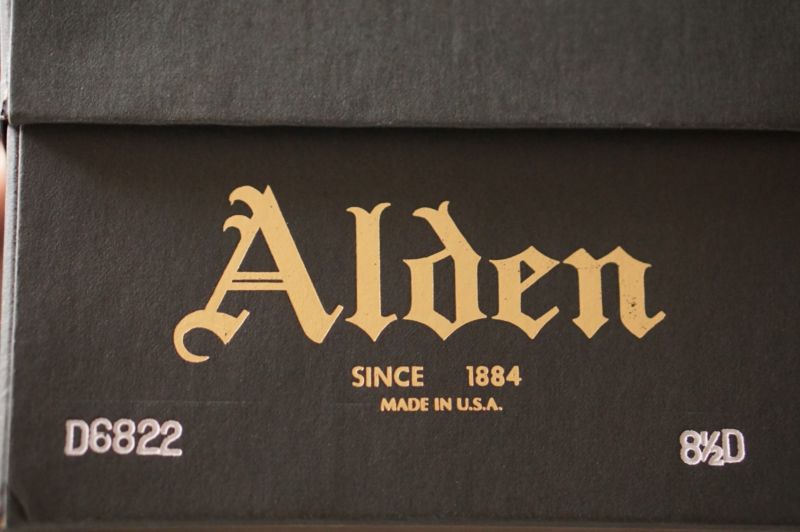 Alden
SINCE 1884
MADE IN U.S.A.
D6822 8½D